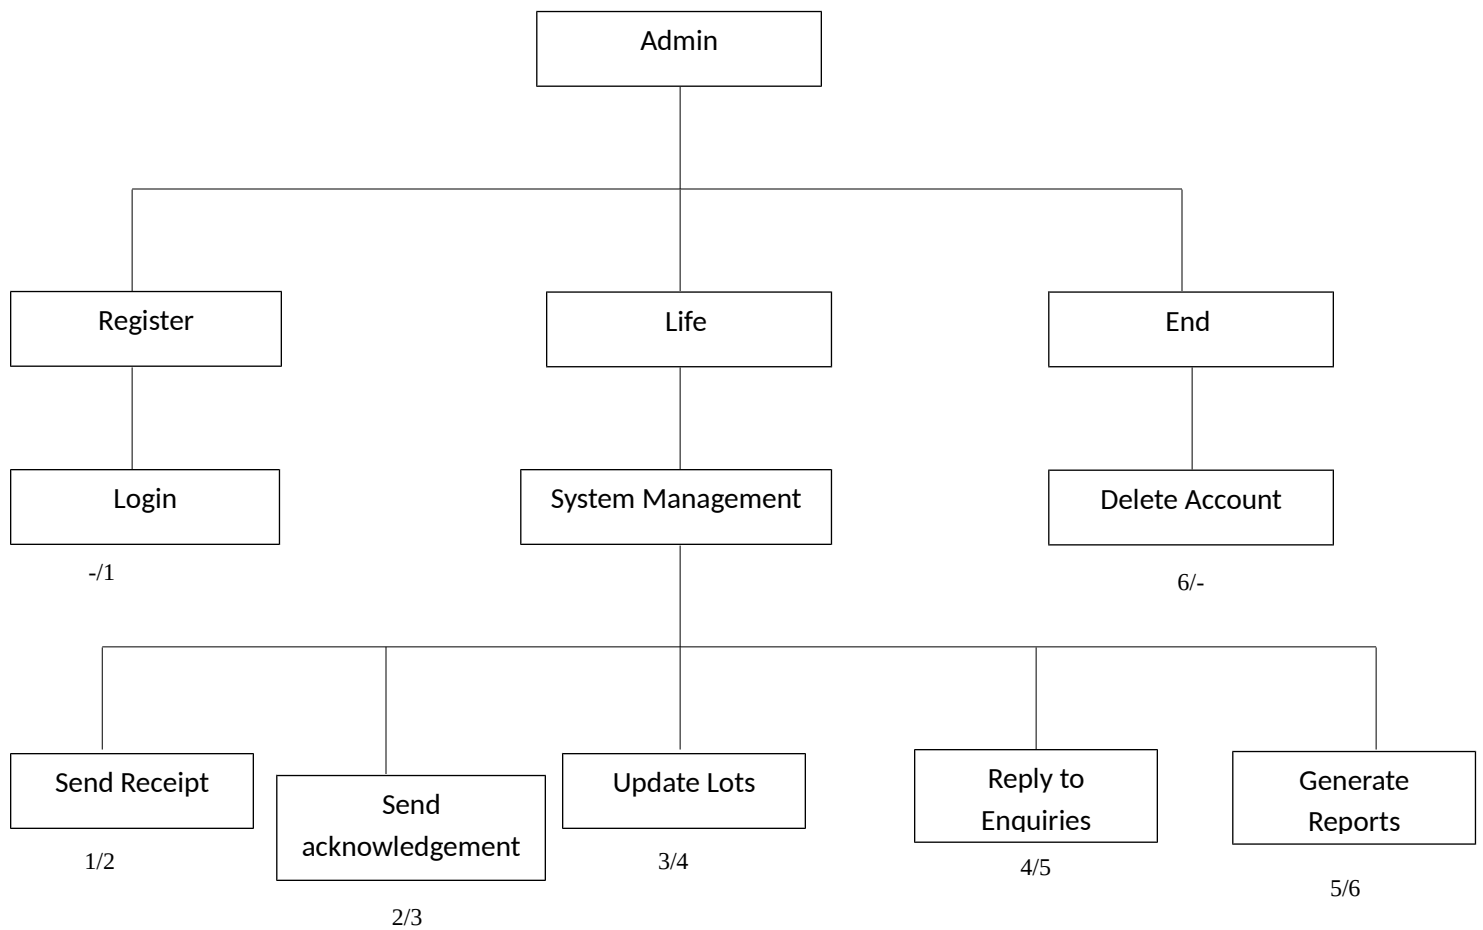 Admin
Register
Life
End
Login
System Management
Delete Account
-/1
6/-
Send Receipt
Send
acknowledgement
Update Lots
Reply to
Enquiries
Generate
Reports
1/2
2/3
3/4
4/5
5/6